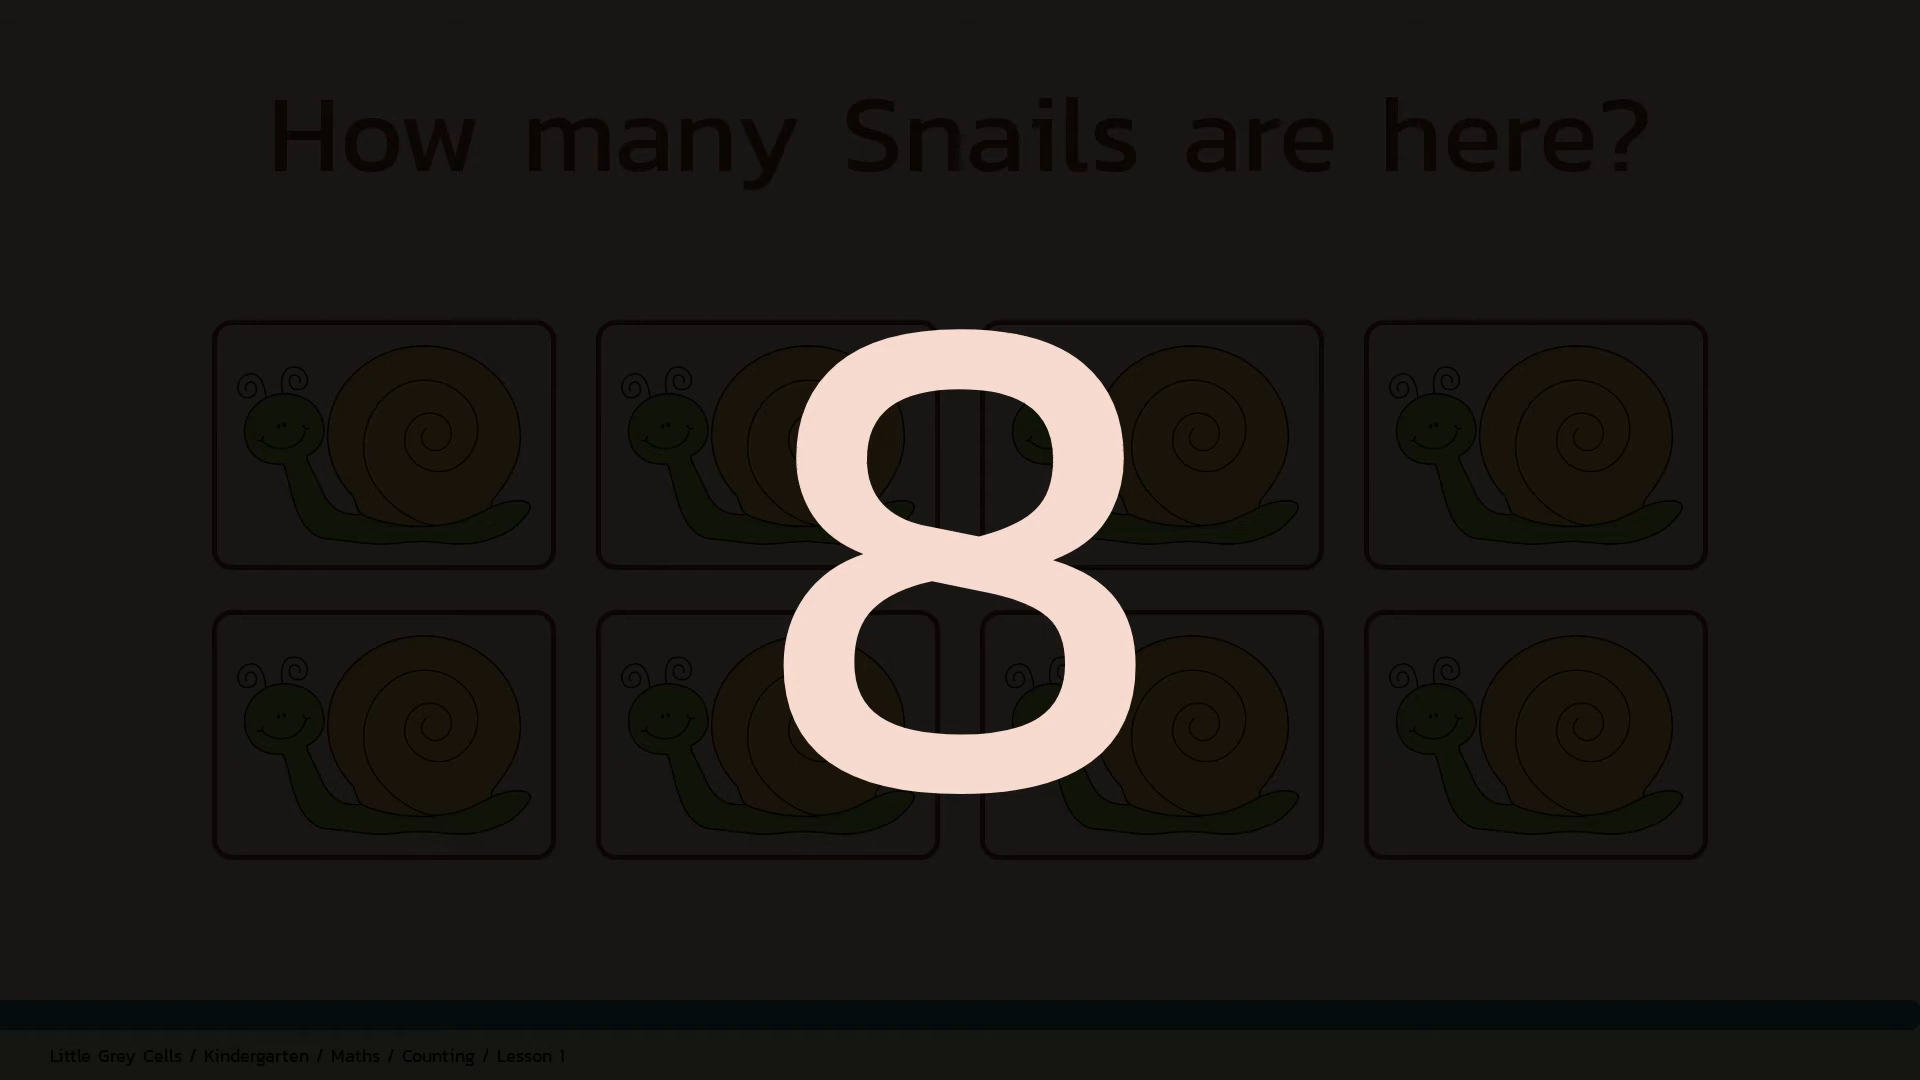 How many Snails are here?
8
Little Grey Cells / Kindergarten / Maths / Counting / Lesson 1